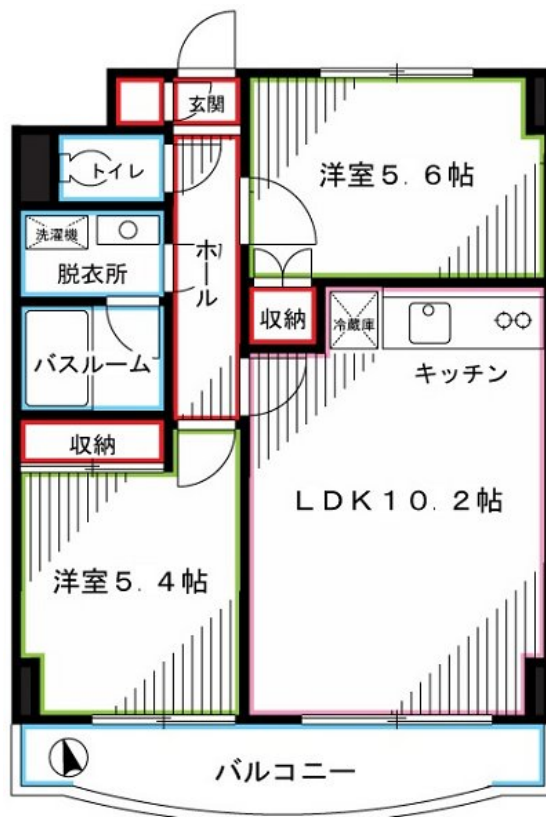 玄関
トイレ
洋室5.6帖
洗濯機
脱衣所
ホール
収納
冷蔵庫
キッチン
バスルーム
収納
LDK10.2帖
洋室5.4帖
バルコニー